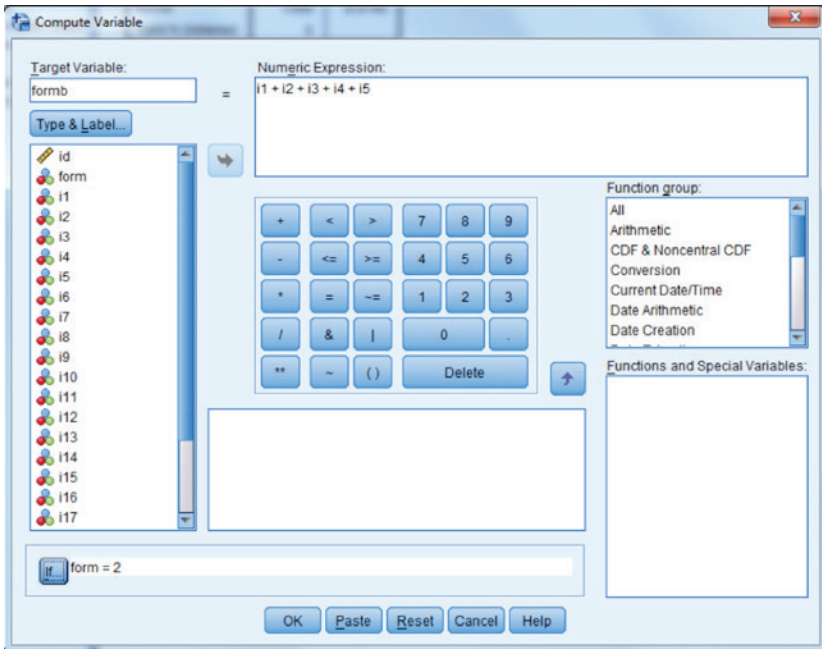 Compute Variable
Target Variable:
formb
=
Numeric Expression:
i1 + i2 + i3 + i4 + i5
Type & Label...
id
form
i1
i2
i3
i4
i5
i6
i7
i8
i9
i10
i11
i12
i13
i14
i15
i16
i17
+ < > 7 8 9
- <= >= 4 5 6
* = ~= 1 2 3
/ & | 0 .
** ~ ( ) Delete
Function group:
All
Arithmetic
CDF & Noncentral CDF
Conversion
Current Date/Time
Date Arithmetic
Date Creation
Functions and Special Variables:
If... form = 2
OK Paste Reset Cancel Help